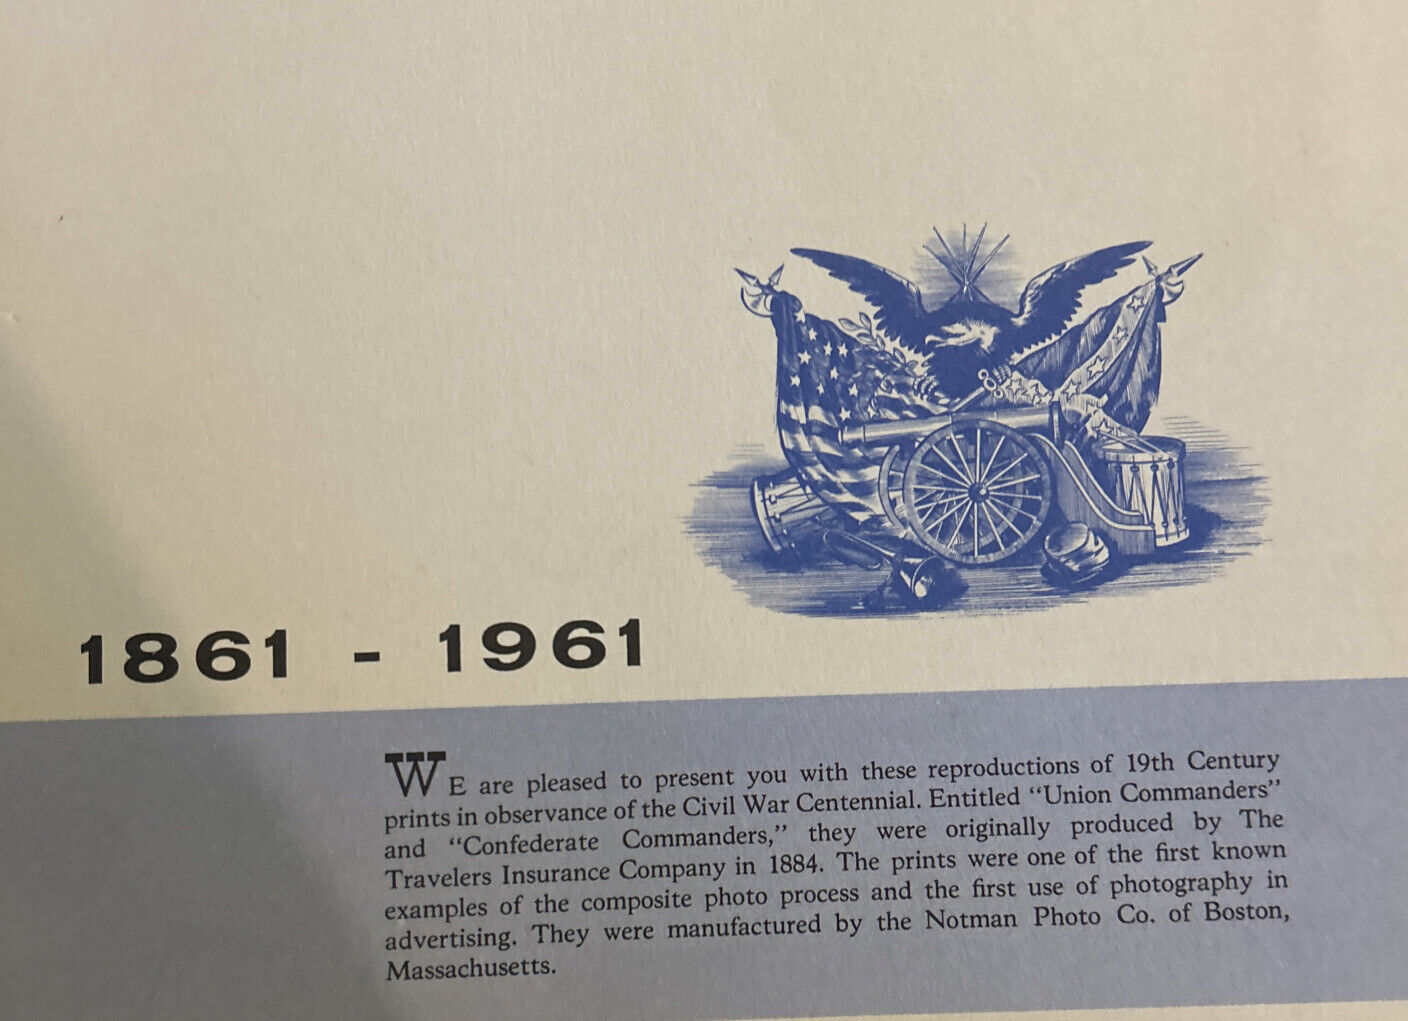 1861 - 1961
WE are pleased to present you with these reproductions of 19th Century
prints in observance of the Civil War Centennial. Entitled “Union Commanders”
and “Confederate Commanders,” they were originally produced by The
Travelers Insurance Company in 1884. The prints were one of the first known
examples of the composite photo process and the first use of photography in
advertising. They were manufactured by the Notman Photo Co. of Boston,
Massachusetts.